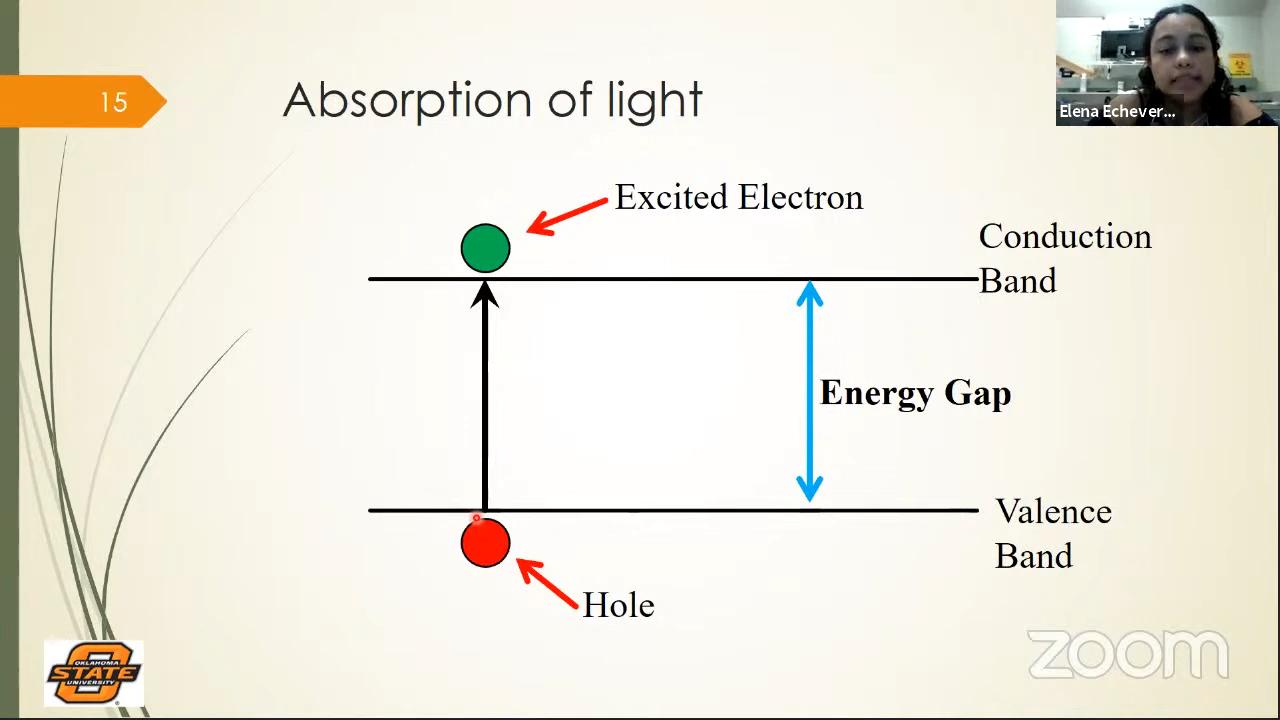 15
Absorption of light
Elena Echever...
Excited Electron
Conduction
Band
Energy Gap
Valence
Band
Hole
OKLAHOMA
STATE
UNIVERSITY
zoom